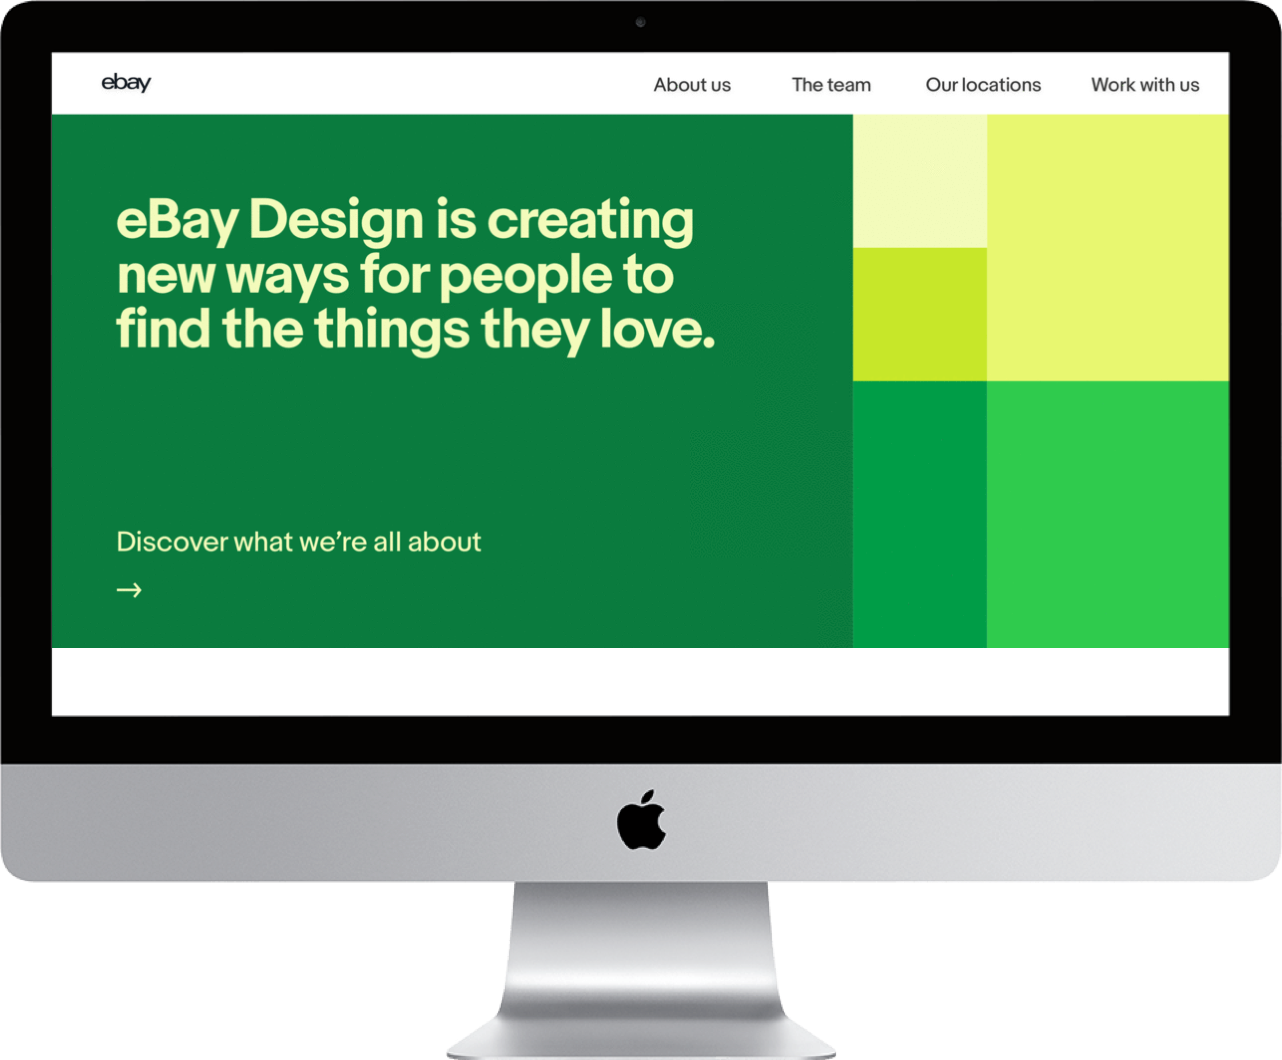 ebay
About us
The team
Our locations
Work with us
eBay Design is creating
new ways for people to
find the things they love.
Discover what we’re all about
→